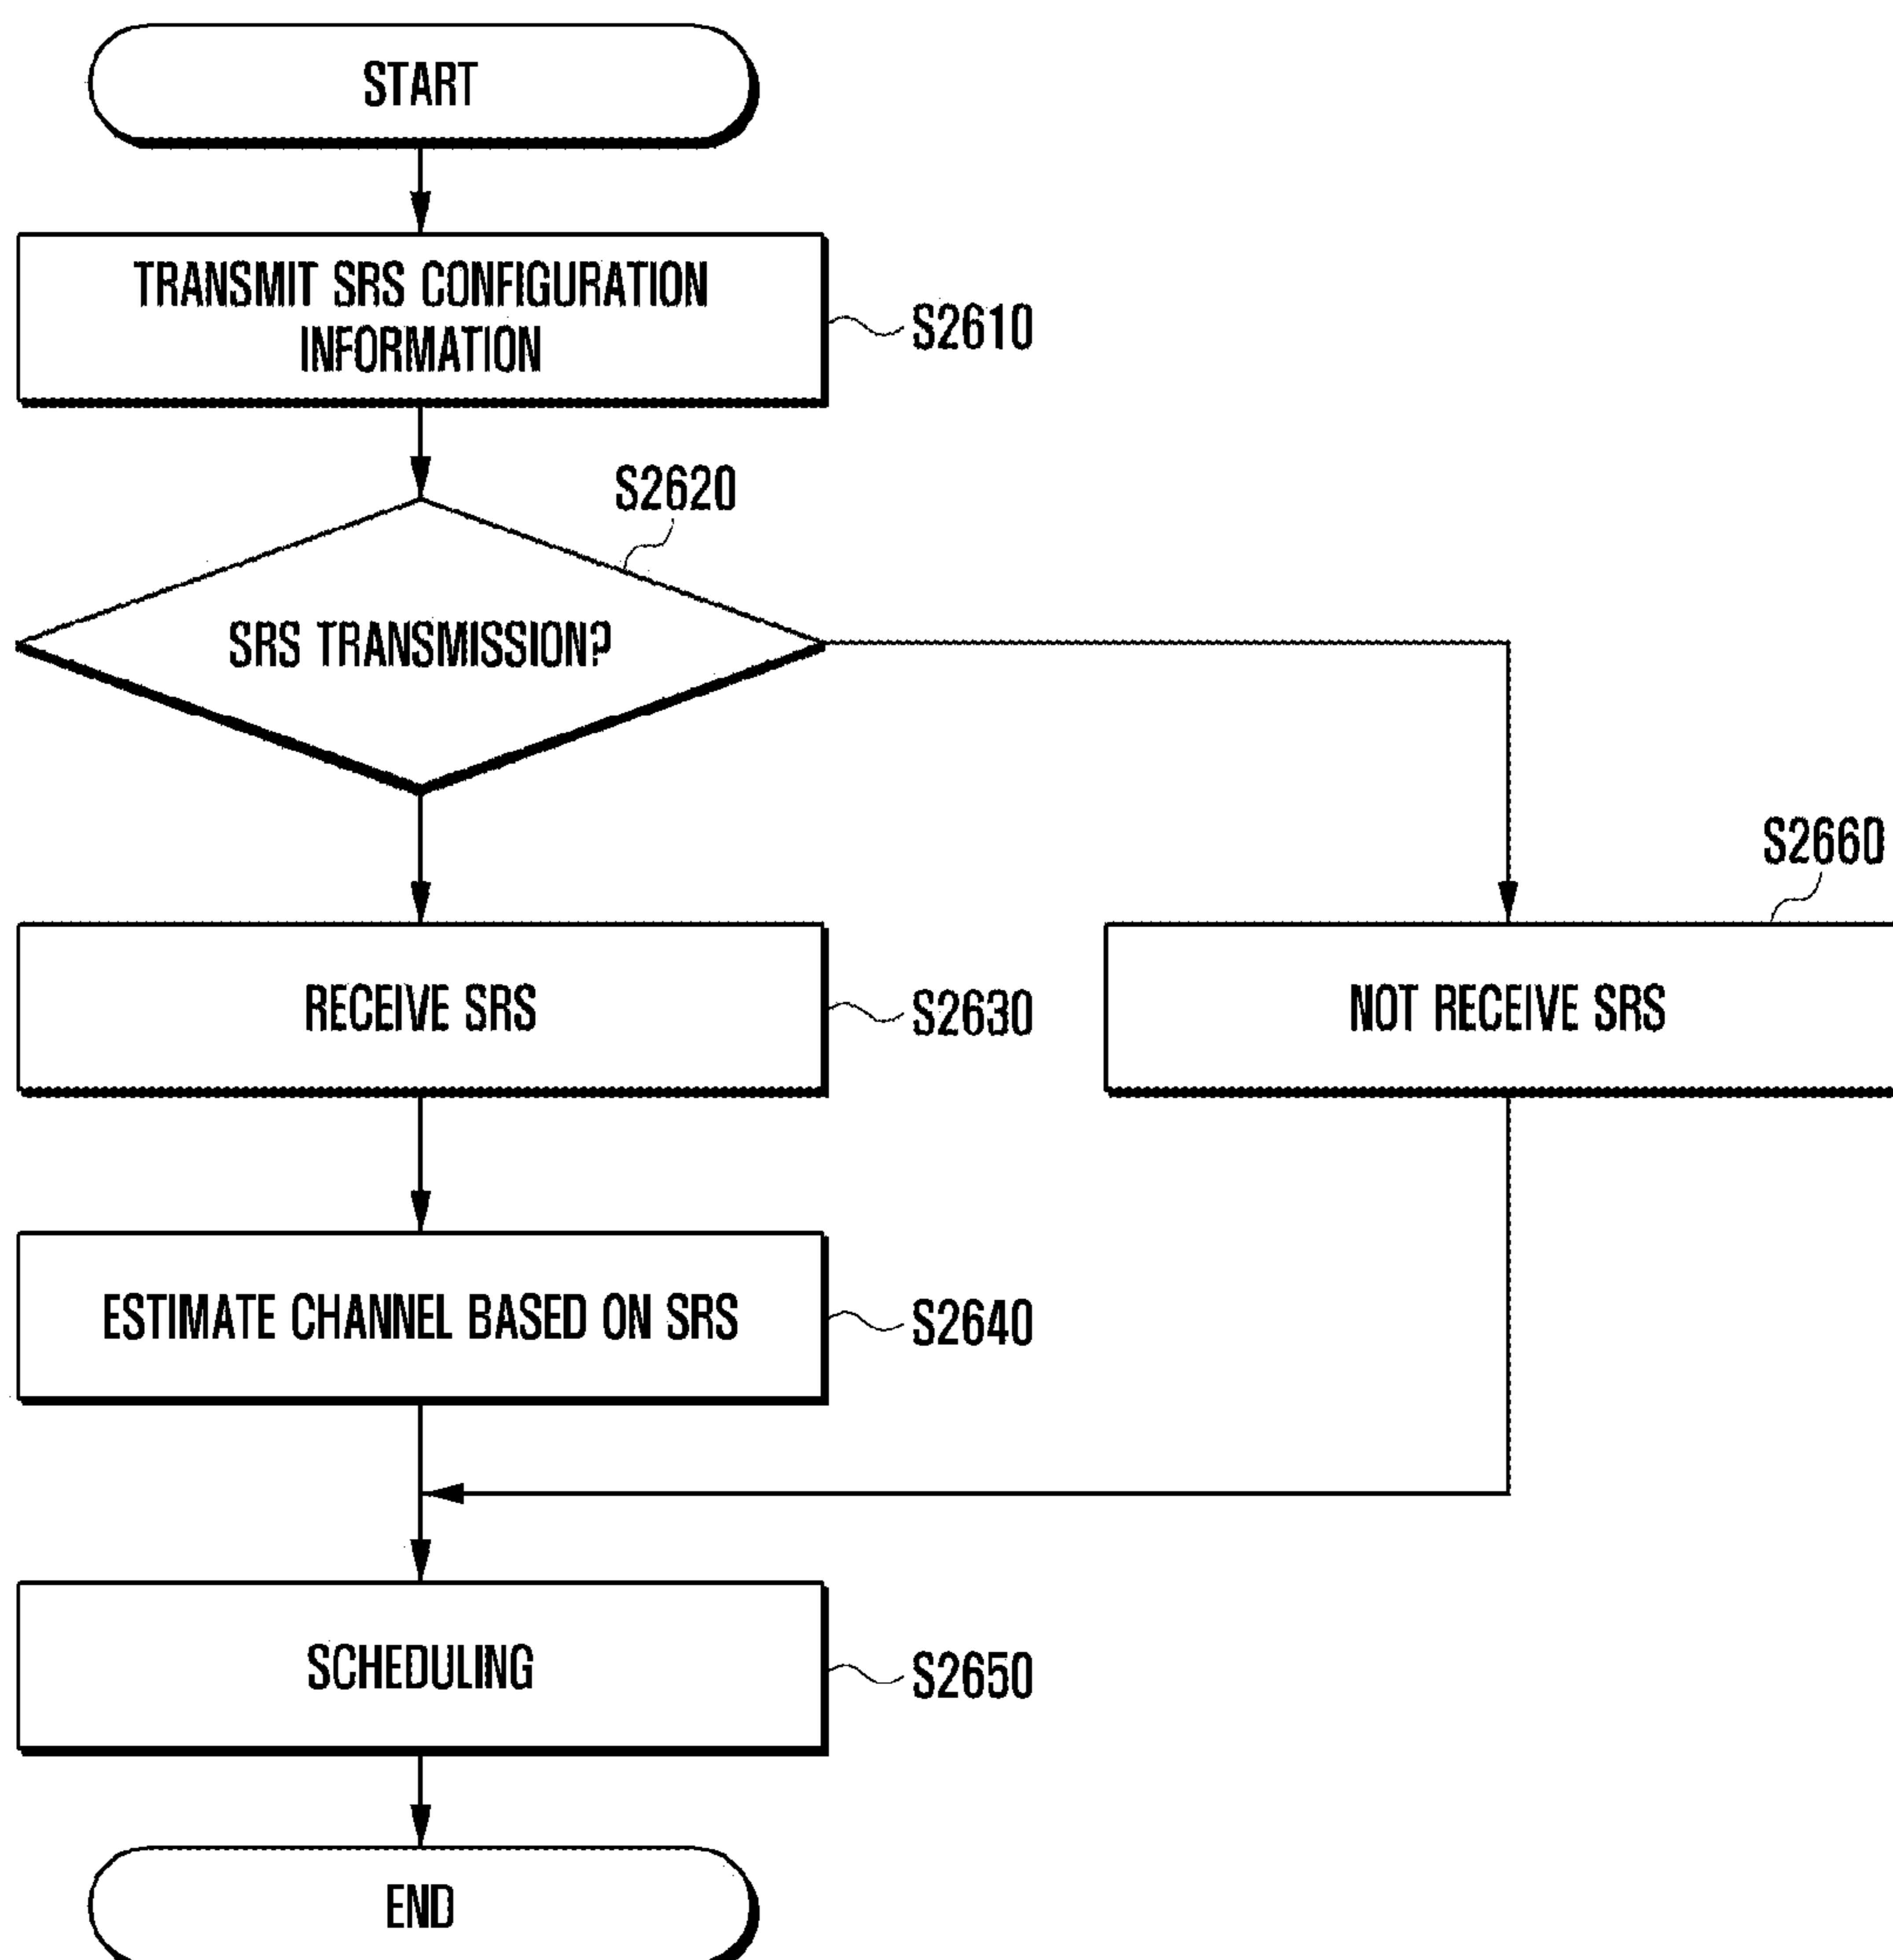 START
TRANSMIT SRS CONFIGURATION
INFORMATION
S2610
S2620
SRS TRANSMISSION?
S2660
RECEIVE SRS
S2630
NOT RECEIVE SRS
ESTIMATE CHANNEL BASED ON SRS
S2640
SCHEDULING
S2650
END